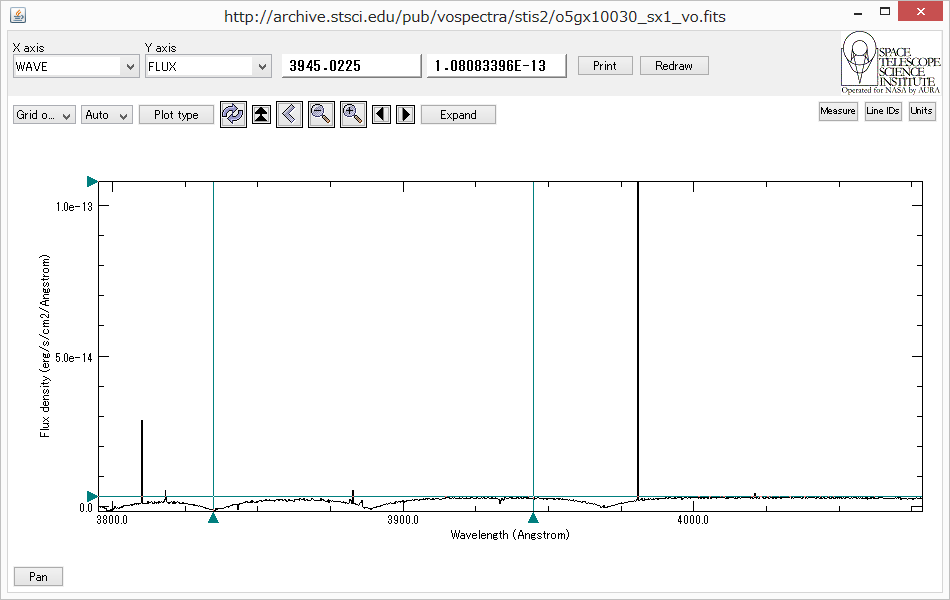 http://archive.stsci.edu/pub/vospectra/stis2/o5gx10030_sx1_vo.fits
X axis
Y axis
WAVE
FLUX
3945.0225
1.08083396E-13
Print
Redraw
SPACE
TELESCOPE
SCIENCE
INSTITUTE
Operated for NASA by AURA
Grid o...
Auto
Plot type
Expand
Measure
Line IDs
Units
1.0e-13
5.0e-14
0.0
Flux density (erg/s/cm2/Angstrom)
3800.0
3900.0
4000.0
Wavelength (Angstrom)
Pan